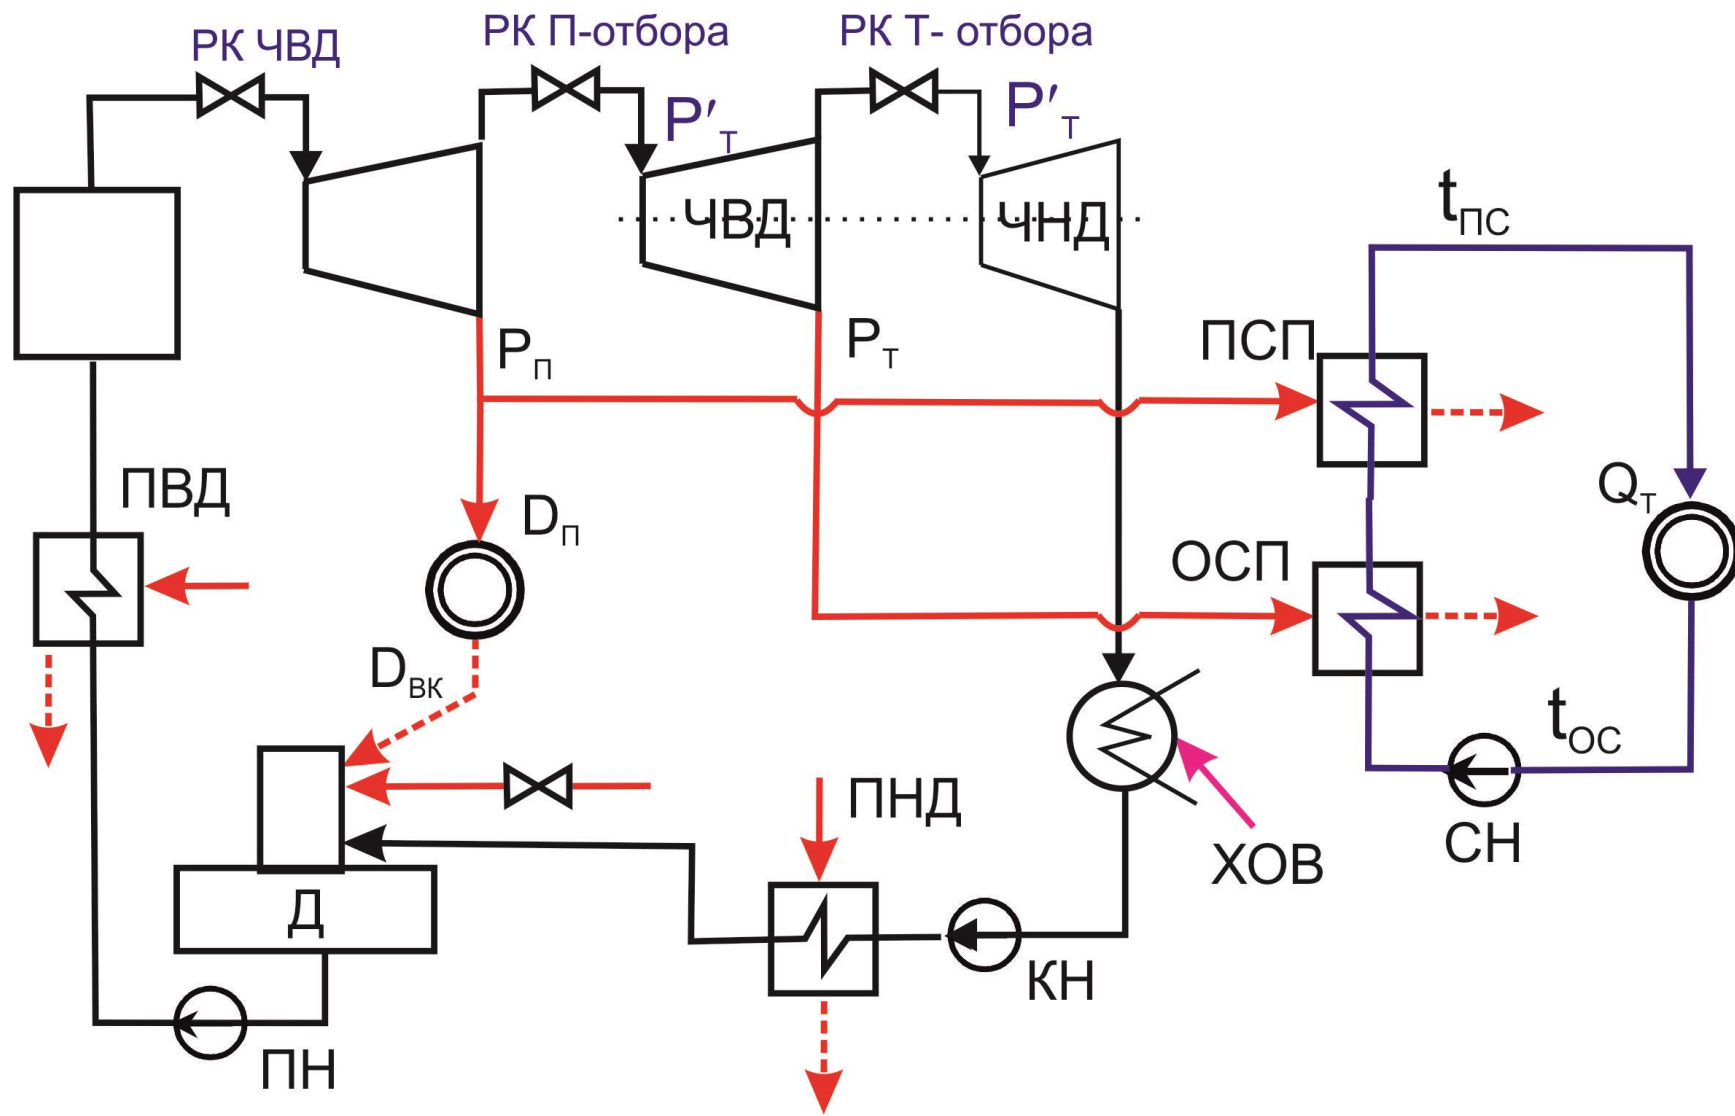 РК ЧВД
РК П-отбора
РК Т- отбора
P′Т
P′Т
ЧВД
ЧНД
tПС
PП
PТ
ПСП
ПВД
DП
QТ
ОСП
DВК
tОС
ПНД
ХОВ
СН
Д
КН
ПН